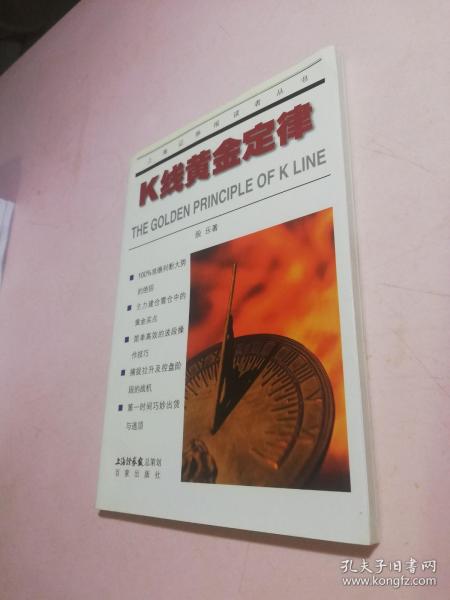 上海证券报读者丛书
K线黄金定律
THE GOLDEN PRINCIPLE OF K LINE
殷乐著
■ 100%准确判断大势
的绝招
■ 主力建仓震仓中的
黄金买点
■ 简单高效的波段操
作技巧
■ 捕捉拉升及控盘阶
段的战机
■ 第一时间巧妙出货
与逃顶
上海证券报总策划
百家出版社
孔夫子旧书网
www.kongfz.com